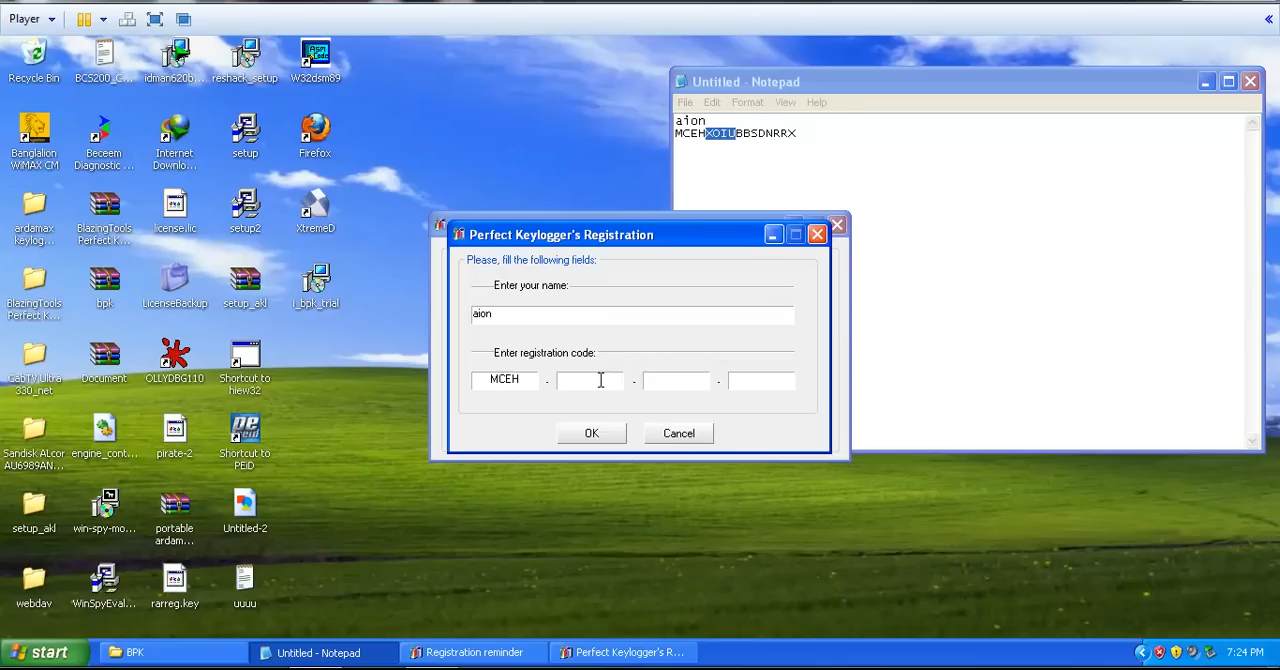 Player
«
Recycle Bin
BCS200_C...
idman620b...
reshack_setup
W32dsm89
Banglalion
WiMAX CM
Beceem
Diagnostic ...
Internet
Downlo...
setup
Firefox
ardamax
keylog...
BlazingTools
Perfect K...
license.lic
setup2
XtremeD
BlazingTools
Perfect K...
bpk
LicenseBackup
setup_akl
i_bpk_trial
CabTV Ultra
330_net
Document
OLLYDBG110
Shortcut to
hiew32
Sandisk ALcor
AU6989AN...
engine_cont...
pirate-2
Shortcut to
PEiD
setup_akl
win-spy-mo...
portable
ardam...
Untitled-2
webdav
WinSpyEval...
rarreg.key
uuuu
Untitled - Notepad
File Edit Format View Help
aion
MCEHXOIUBBSDNRRX
Perfect Keylogger's Registration
Please, fill the following fields:
Enter your name:
aion
Enter registration code:
MCEH - - -
OK Cancel
start
BPK
Untitled - Notepad
Registration reminder
Perfect Keylogger's R...
7:24 PM